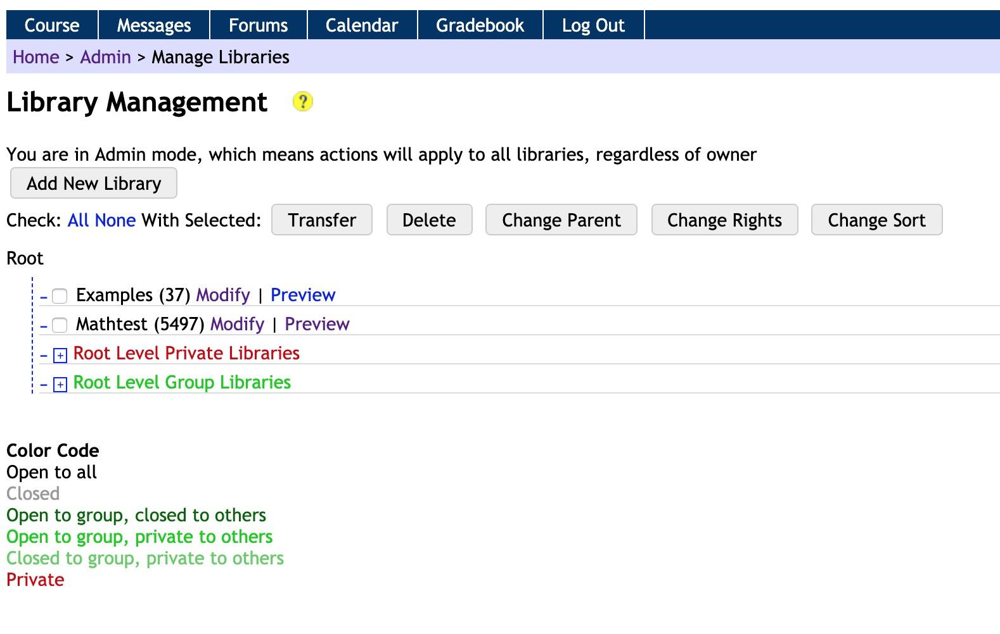 Course Messages Forums Calendar Gradebook Log Out
Home > Admin > Manage Libraries
Library Management ?
You are in Admin mode, which means actions will apply to all libraries, regardless of owner
Add New Library
Check: All None With Selected: Transfer Delete Change Parent Change Rights Change Sort
Root
– Examples (37) Modify | Preview
– Mathtest (5497) Modify | Preview
– + Root Level Private Libraries
– + Root Level Group Libraries
Color Code
Open to all
Closed
Open to group, closed to others
Open to group, private to others
Closed to group, private to others
Private